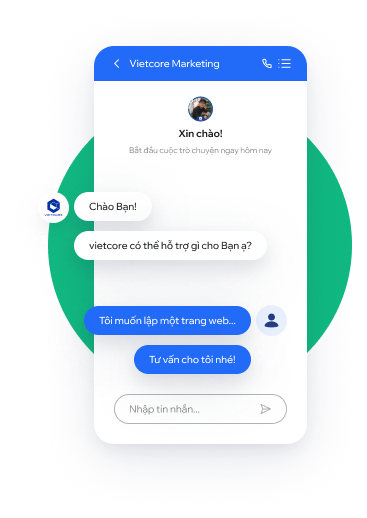 Vietcore Marketing
Xin chào!
Bắt đầu cuộc trò chuyện ngay hôm nay
Chào Bạn!
VIETCORE
vietcore có thể hỗ trợ gì cho Bạn ạ?
Tôi muốn lập một trang web...
Tư vấn cho tôi nhé!
Nhập tin nhắn...